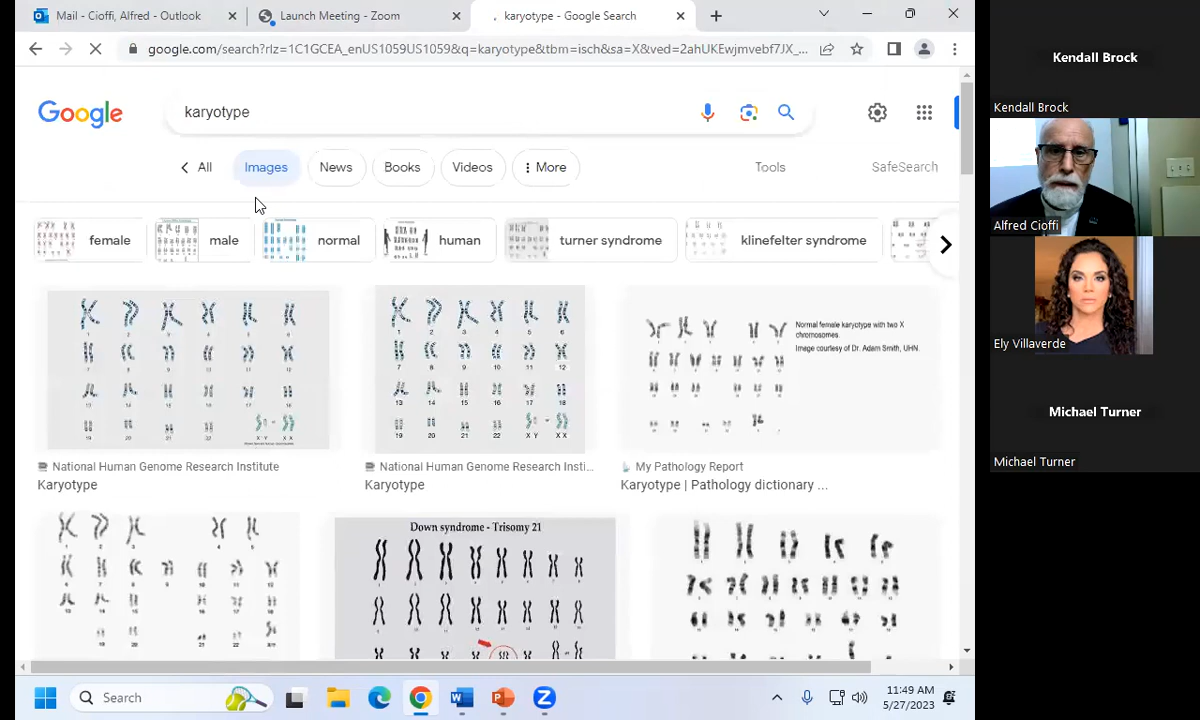 Mail - Cioffi, Alfred - Outlook
Launch Meeting - Zoom
karyotype - Google Search
google.com/search?rlz=1C1GCEA_enUS1059US1059&q=karyotype&tbm=isch&sa=X&ved=2ahUKEwjmvebf7JX_...
Google
karyotype
All
Images
News
Books
Videos
More
Tools
SafeSearch
female
male
normal
human
turner syndrome
klinefelter syndrome
Normal female karyotype with two X
chromosomes.
Image courtesy of Dr. Adam Smith, UHN.
National Human Genome Research Institute
Karyotype
National Human Genome Research Insti...
Karyotype
My Pathology Report
Karyotype | Pathology dictionary ...
Down syndrome - Trisomy 21
Search
11:49 AM
5/27/2023
Kendall Brock
Kendall Brock
Alfred Cioffi
Ely Villaverde
Michael Turner
Michael Turner